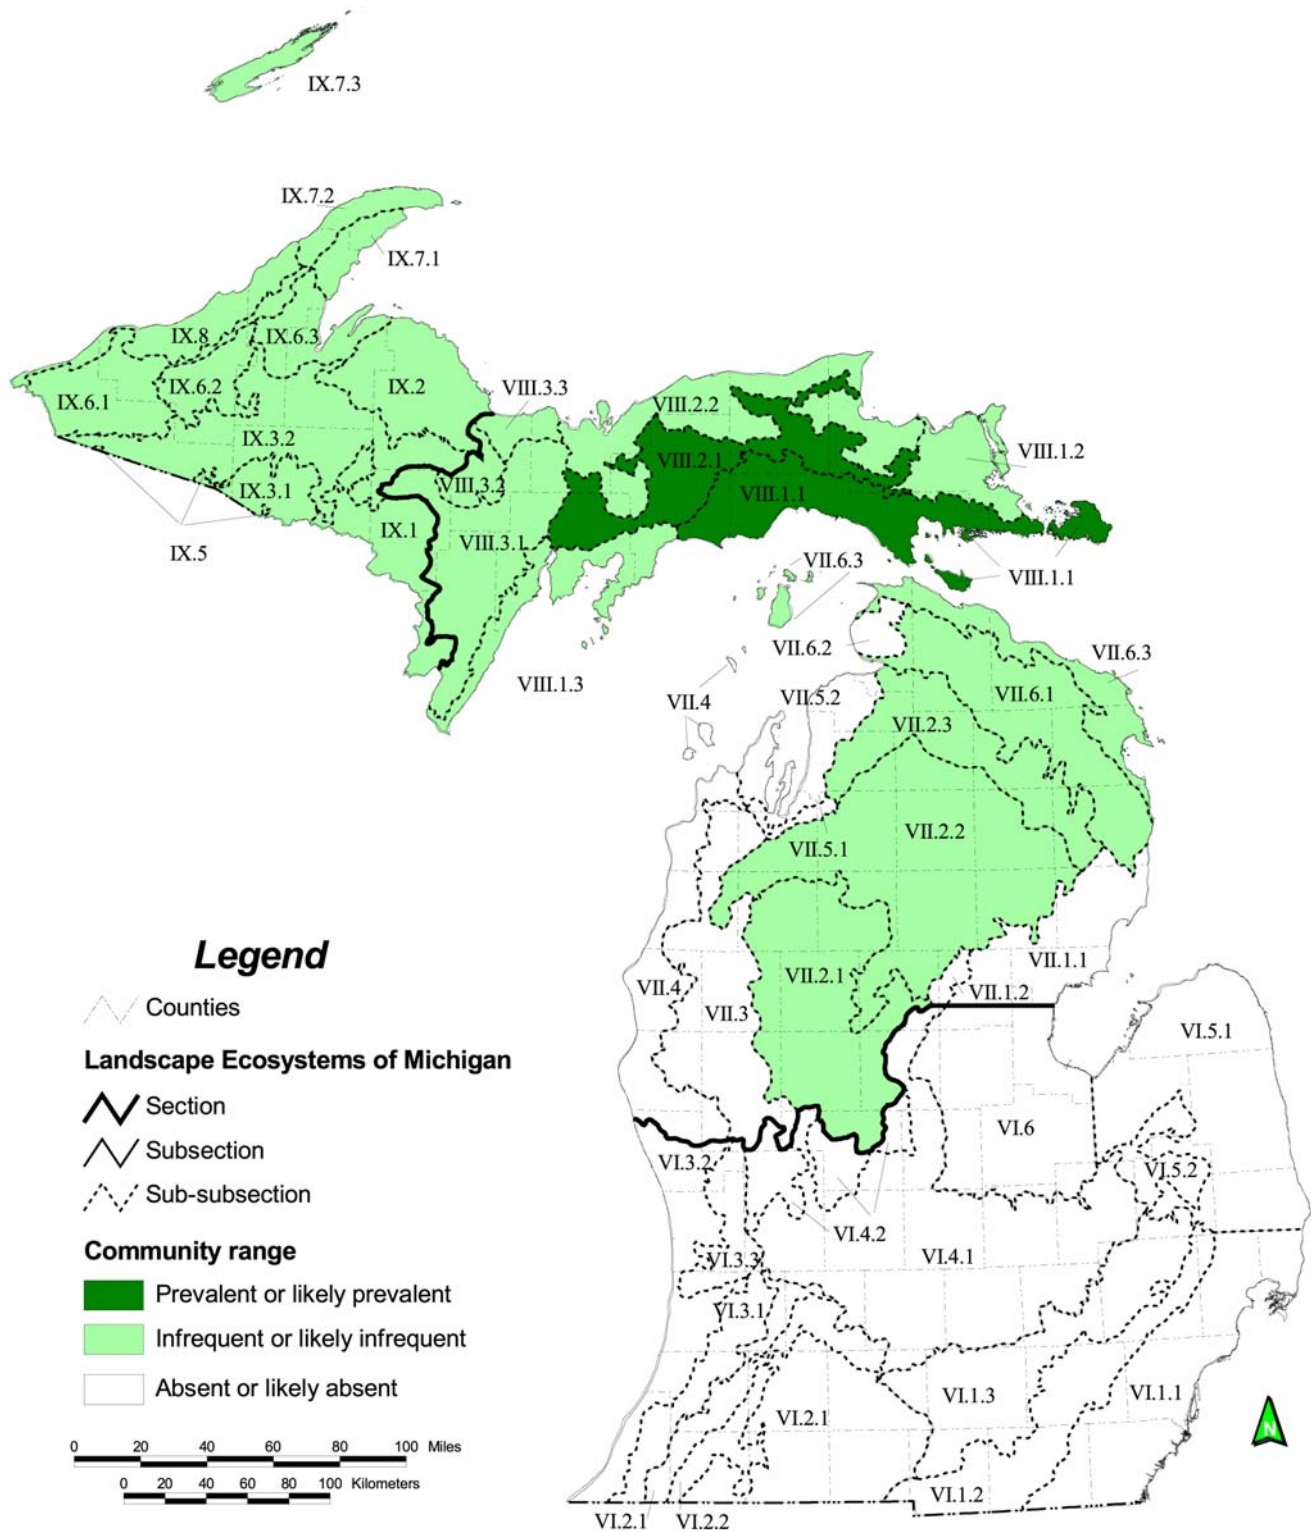 IX.7.3
IX.7.2
IX.7.1
IX.8
IX.6.3
IX.6.2
IX.2
VIII.3.3
IX.6.1
VIII.2.2
IX.3.2
VIII.2.1
VIII.1.2
VIII.3.2
IX.3.1
VIII.1.1
IX.1
VIII.3.1
IX.5
VII.6.3
VIII.1.1
VII.6.2
VII.6.3
VIII.1.3
VII.4
VII.5.2
VII.6.1
VII.2.3
VII.2.2
VII.5.1
VII.1.1
VII.2.1
VII.4
VII.3
VII.1.2
VI.5.1
VI.6
VI.3.2
VI.5.2
VI.4.2
VI.4.1
VI.3.3
VI.3.1
VI.1.3
VI.1.1
VI.2.1
VI.1.2
VI.2.1
VI.2.2
N
Legend
Counties
Landscape Ecosystems of Michigan
Section
Subsection
Sub-subsection
Community range
Prevalent or likely prevalent
Infrequent or likely infrequent
Absent or likely absent
0 20 40 60 80 100 Miles
0 20 40 60 80 100 Kilometers